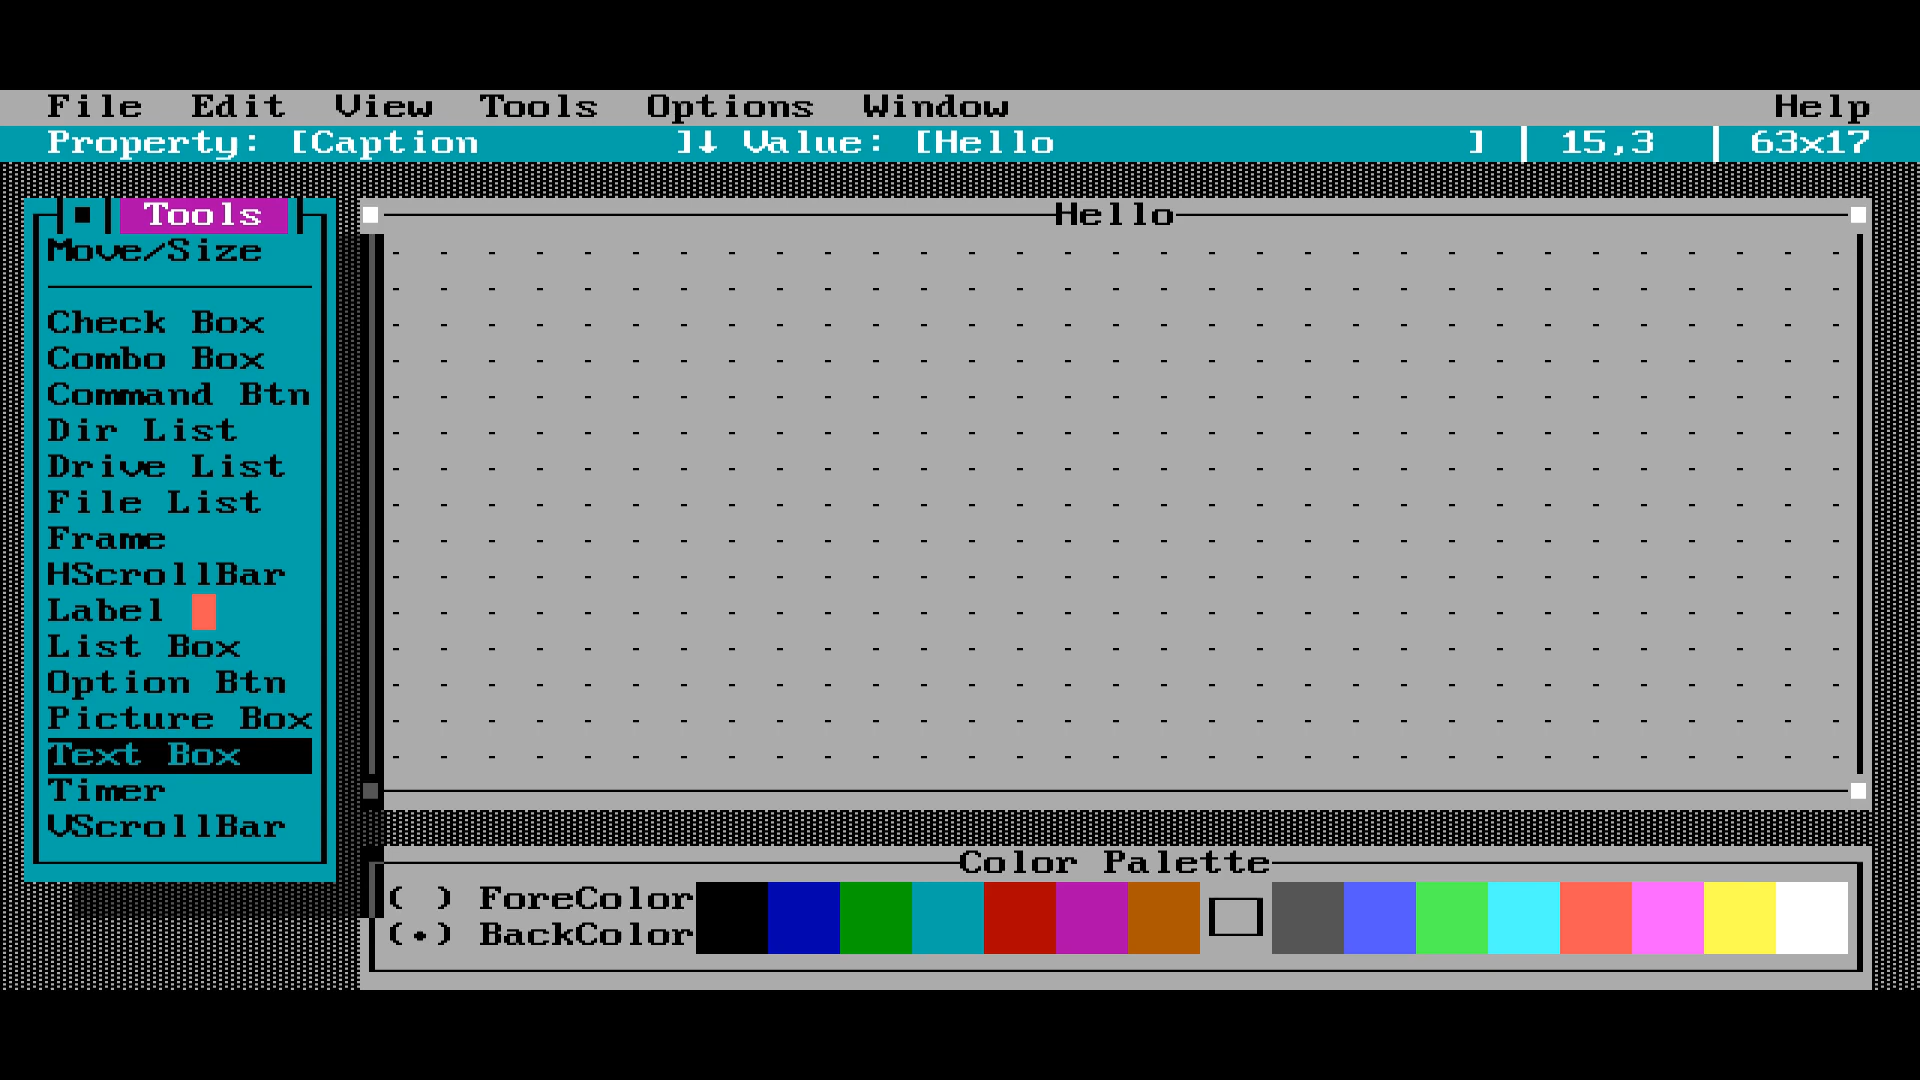 File Edit View Tools Options Window Help
Property: [Caption ]↓ Value: [Hello ] | 15,3 | 63x17
Tools
Move/Size
Check Box
Combo Box
Command Btn
Dir List
Drive List
File List
Frame
HScrollBar
Label
List Box
Option Btn
Picture Box
Text Box
Timer
VScrollBar
Hello
Color Palette
( ) ForeColor
(•) BackColor